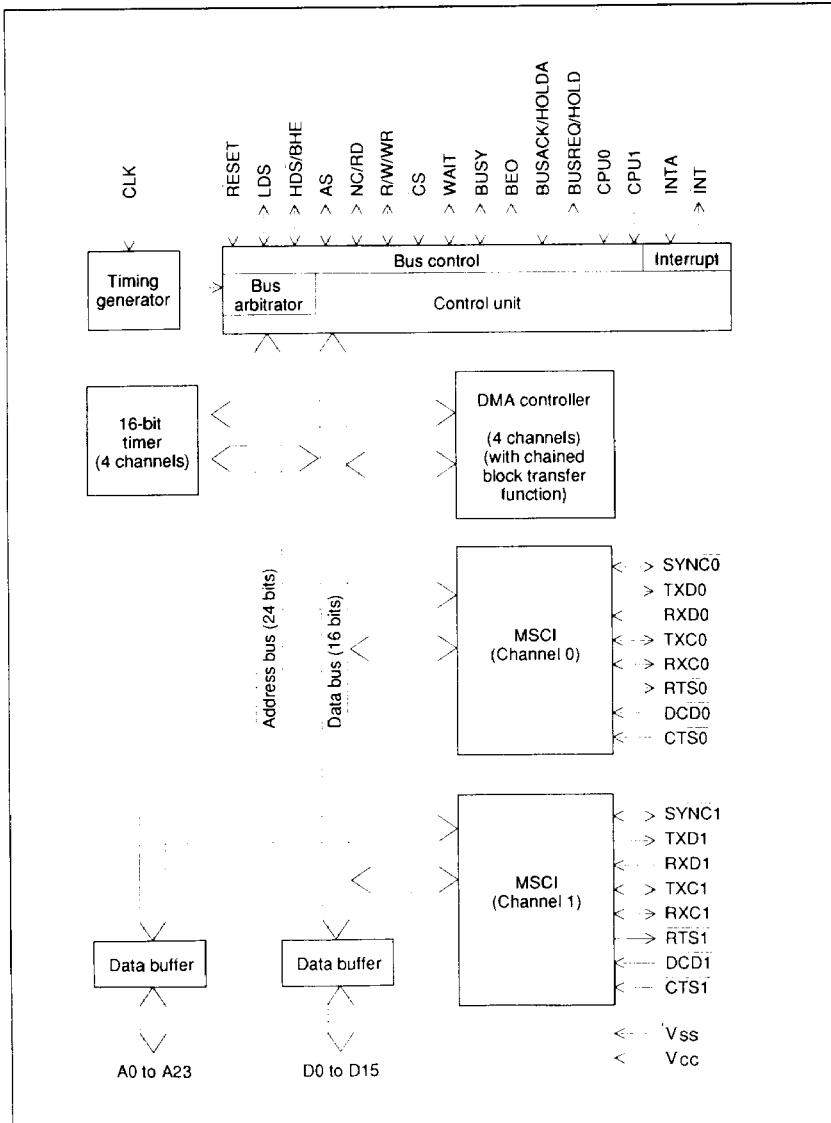 CLK
RESET
LDS
HDS/BHE
AS
NC/RD
R/W/WR
CS
WAIT
BUSY
BEO
BUSACK/HOLDA
BUSREQ/HOLD
CPU0
CPU1
INTA
INT
Timing
generator
Bus control
Interrupt
Bus
arbitrator
Control unit
16-bit
timer
(4 channels)
DMA controller
(4 channels)
(with chained
block transfer
function)
Address bus (24 bits)
Data bus (16 bits)
MSCI
(Channel 0)
SYNC0
TXD0
RXD0
TXC0
RXC0
RTS0
DCD0
CTS0
MSCI
(Channel 1)
SYNC1
TXD1
RXD1
TXC1
RXC1
RTS1
DCD1
CTS1
Data buffer
Data buffer
Vss
Vcc
A0 to A23
D0 to D15